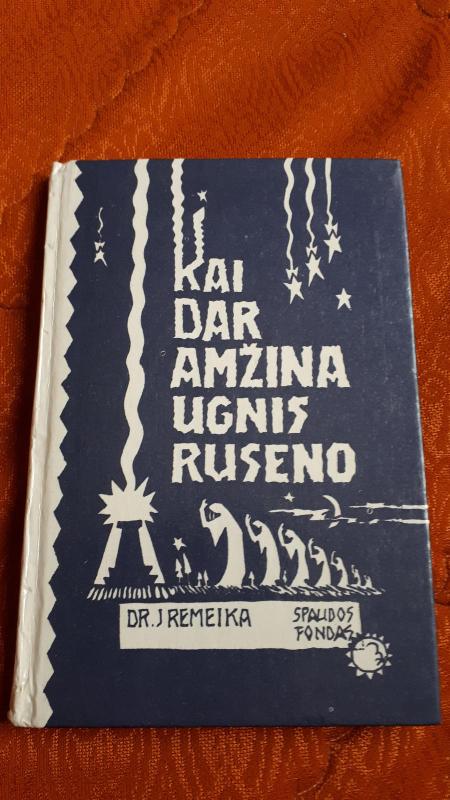 KAI
DAR
AMŽINA
UGNIS
RUSENO
DR. J REMEIKA
SPAUDOS
FONDAS